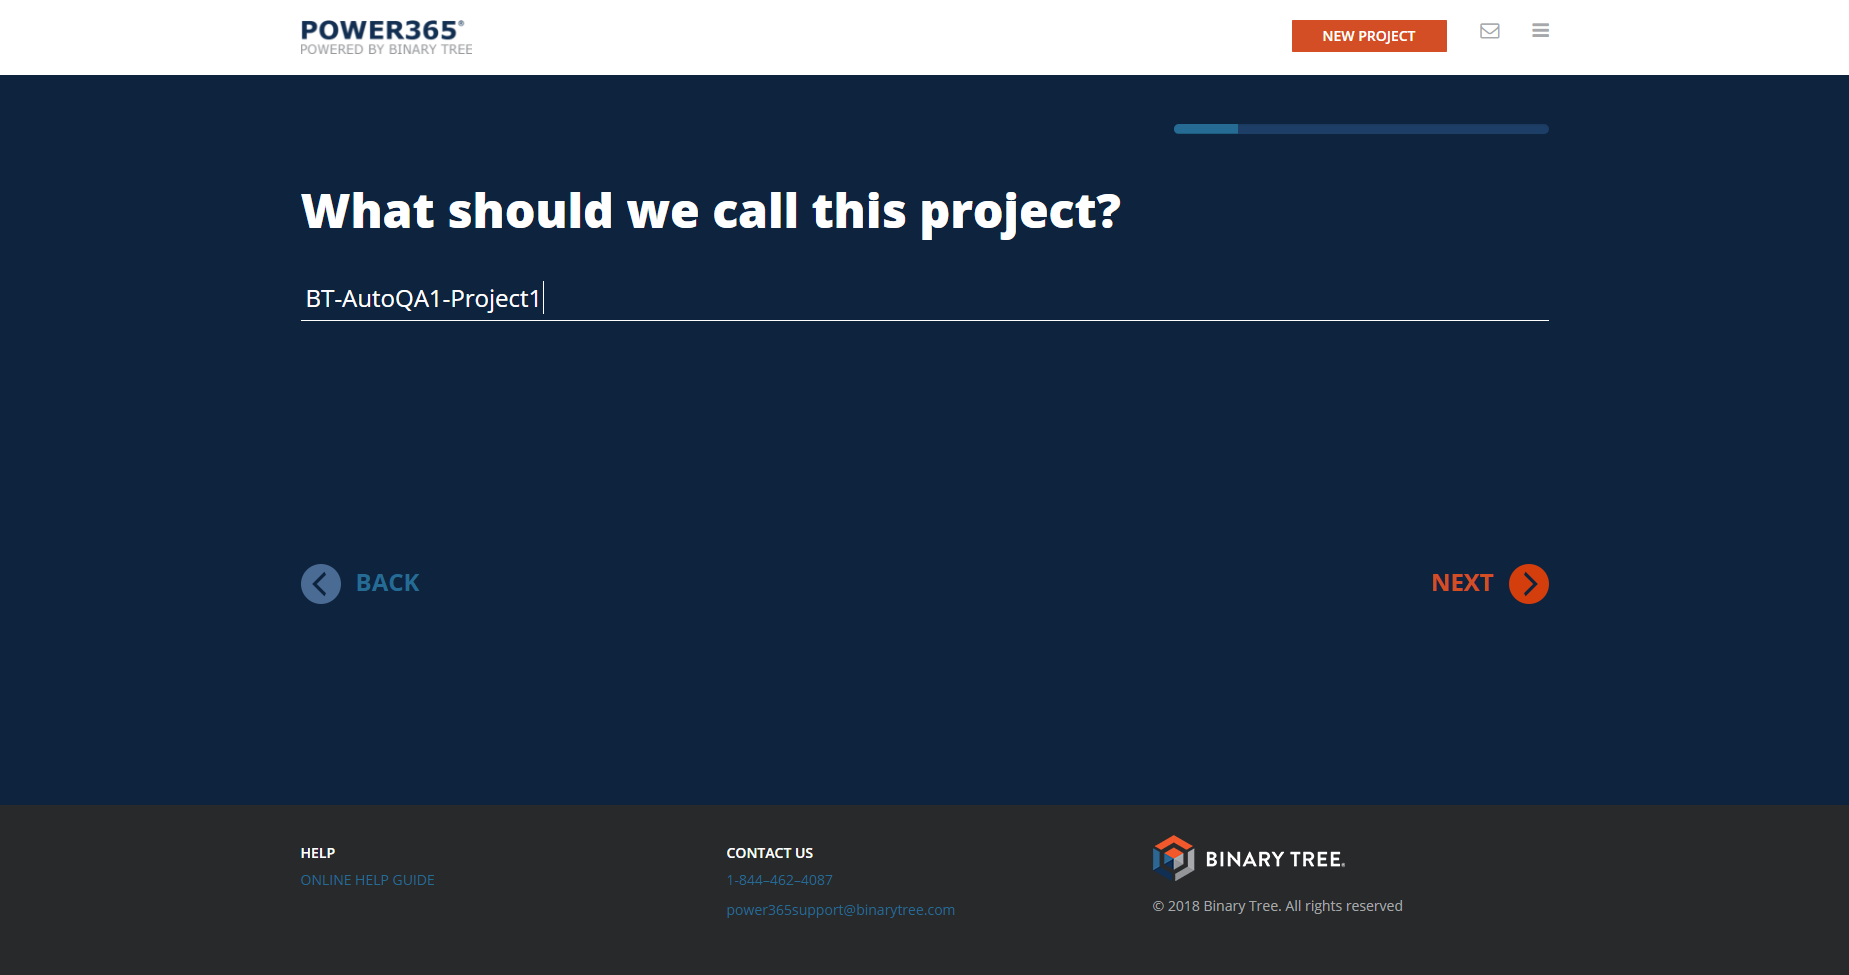 POWER365®
POWERED BY BINARY TREE
NEW PROJECT
What should we call this project?
BT-AutoQA1-Project1
BACK
NEXT
HELP
ONLINE HELP GUIDE
CONTACT US
1-844–462–4087
power365support@binarytree.com
BINARY TREE.
© 2018 Binary Tree. All rights reserved